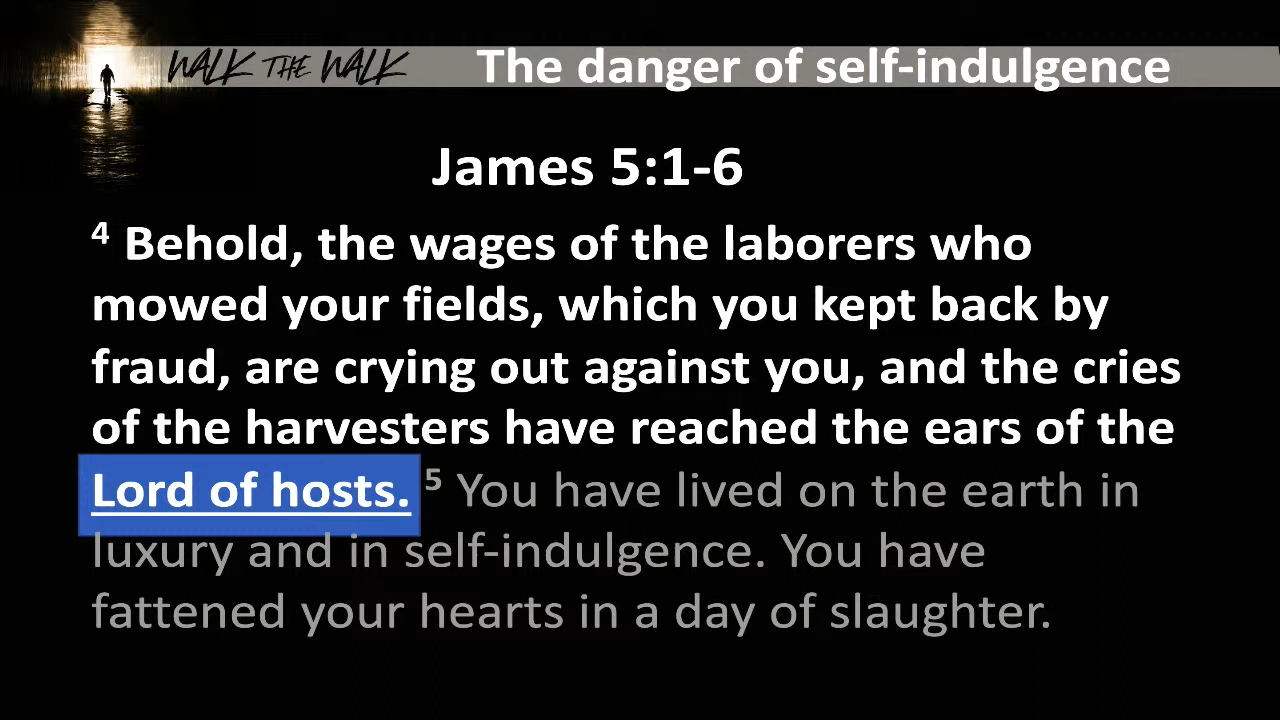 WALK THE WALK
The danger of self-indulgence
James 5:1-6
4 Behold, the wages of the laborers who
mowed your fields, which you kept back by
fraud, are crying out against you, and the cries
of the harvesters have reached the ears of the
Lord of hosts. 5 You have lived on the earth in
luxury and in self-indulgence. You have
fattened your hearts in a day of slaughter.